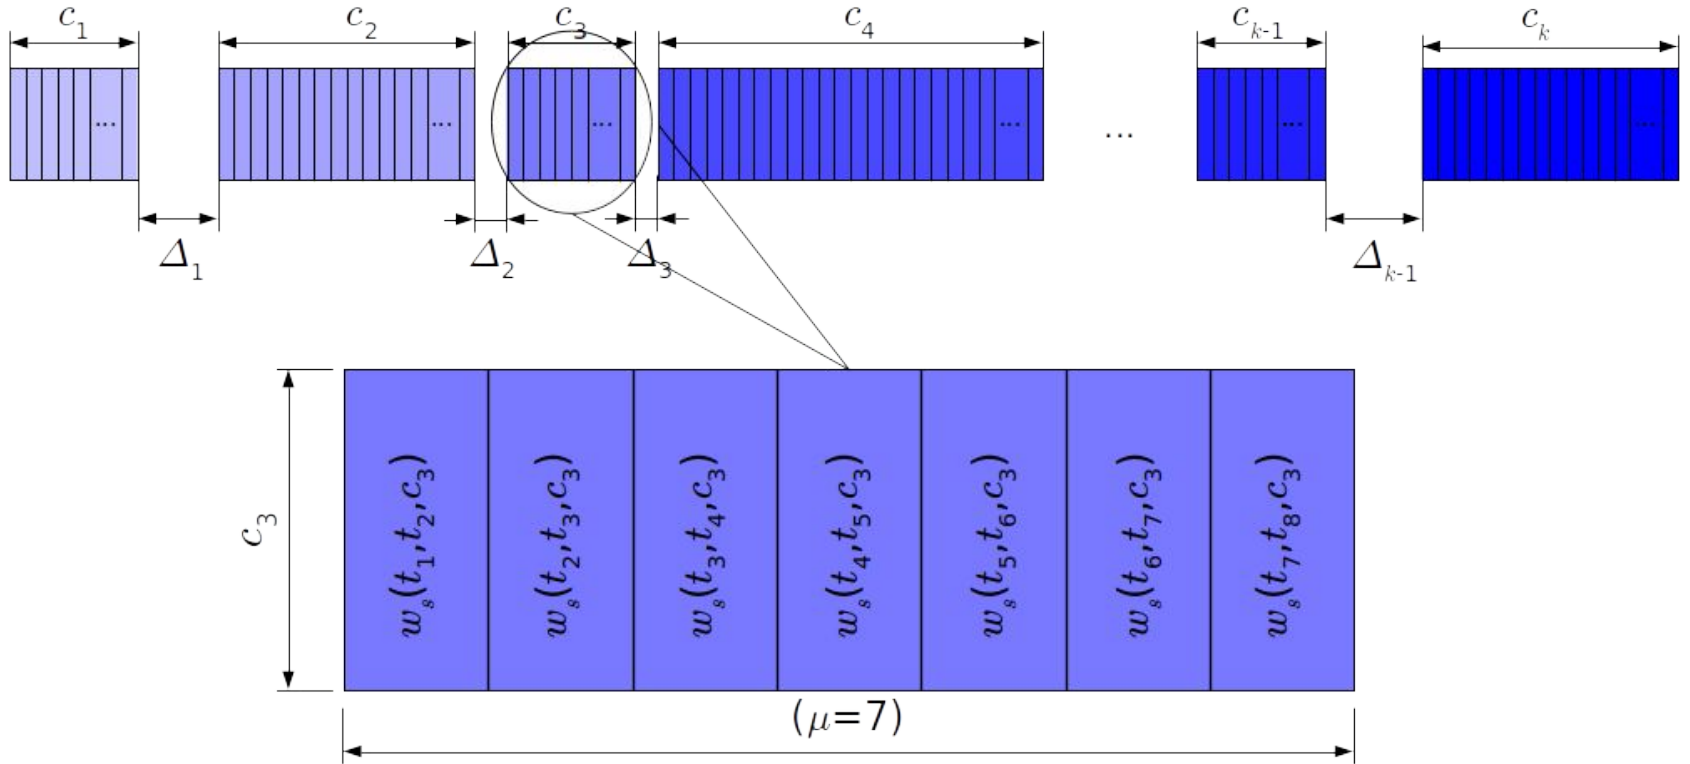 c₁ c₂ c₃ c₄ cₖ₋₁ cₖ
... ... ... ... ... ... ...
Δ₁ Δ₂ Δ₃ Δₖ₋₁
c₃
wₛ(t₁,t₂,c₃)
wₛ(t₂,t₃,c₃)
wₛ(t₃,t₄,c₃)
wₛ(t₄,t₅,c₃)
wₛ(t₅,t₆,c₃)
wₛ(t₆,t₇,c₃)
wₛ(t₇,t₈,c₃)
(μ=7)